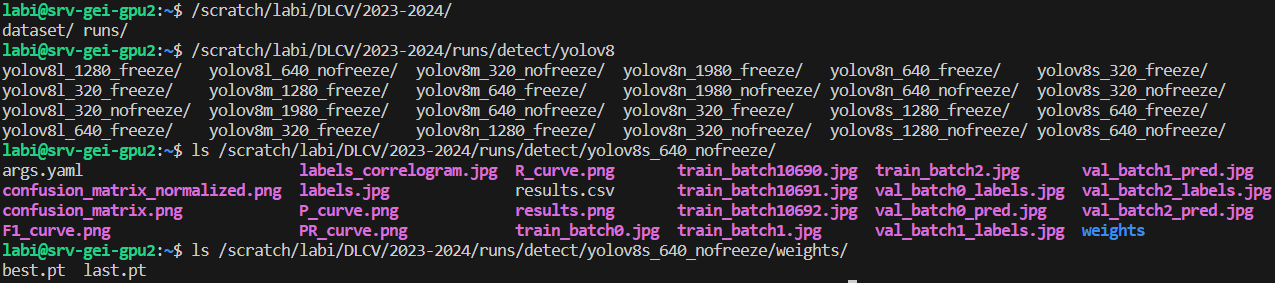 labi@srv-gei-gpu2:~$ /scratch/labi/DLCV/2023-2024/
dataset/ runs/
labi@srv-gei-gpu2:~$ /scratch/labi/DLCV/2023-2024/runs/detect/yolov8
yolov8l_1280_freeze/   yolov8l_640_nofreeze/  yolov8m_320_nofreeze/  yolov8n_1980_freeze/   yolov8n_640_freeze/    yolov8s_320_freeze/
yolov8l_320_freeze/    yolov8m_1280_freeze/   yolov8m_640_freeze/    yolov8n_1980_nofreeze/ yolov8n_640_nofreeze/  yolov8s_320_nofreeze/
yolov8l_320_nofreeze/  yolov8m_1980_freeze/   yolov8m_640_nofreeze/  yolov8n_320_freeze/    yolov8s_1280_freeze/   yolov8s_640_freeze/
yolov8l_640_freeze/    yolov8m_320_freeze/    yolov8n_1280_freeze/   yolov8n_320_nofreeze/  yolov8s_1280_nofreeze/ yolov8s_640_nofreeze/
labi@srv-gei-gpu2:~$ ls /scratch/labi/DLCV/2023-2024/runs/detect/yolov8s_640_nofreeze/
args.yaml                        labels_correlogram.jpg  R_curve.png       train_batch10690.jpg  train_batch2.jpg       val_batch1_pred.jpg
confusion_matrix_normalized.png  labels.jpg              results.csv       train_batch10691.jpg  val_batch0_labels.jpg  val_batch2_labels.jpg
confusion_matrix.png             P_curve.png             results.png       train_batch10692.jpg  val_batch0_pred.jpg    val_batch2_pred.jpg
F1_curve.png                     PR_curve.png            train_batch0.jpg  train_batch1.jpg      val_batch1_labels.jpg  weights
labi@srv-gei-gpu2:~$ ls /scratch/labi/DLCV/2023-2024/runs/detect/yolov8s_640_nofreeze/weights/
best.pt  last.pt